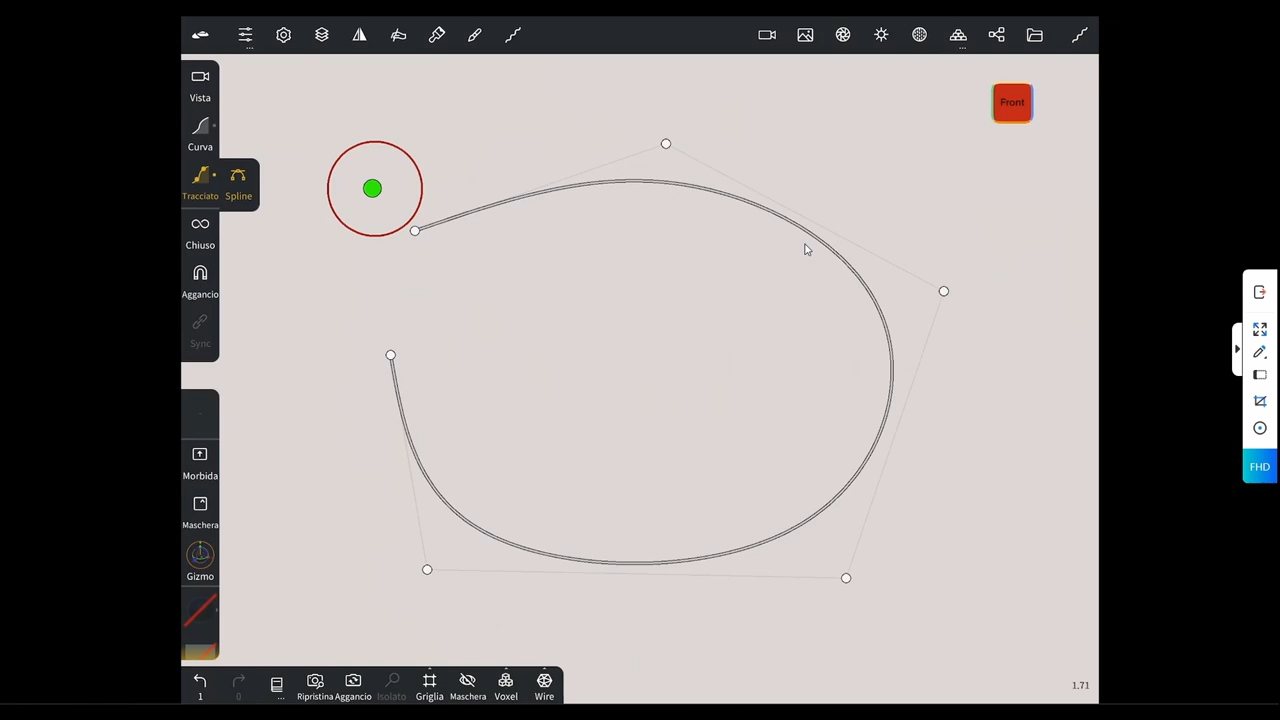 Vista
Front
Curva
Tracciato
Spline
Chiuso
Aggancio
Sync
Morbida
Maschera
Gizmo
FHD
1
0
...
Ripristina
Aggancio
Isolato
Griglia
Maschera
Voxel
Wire
1.71